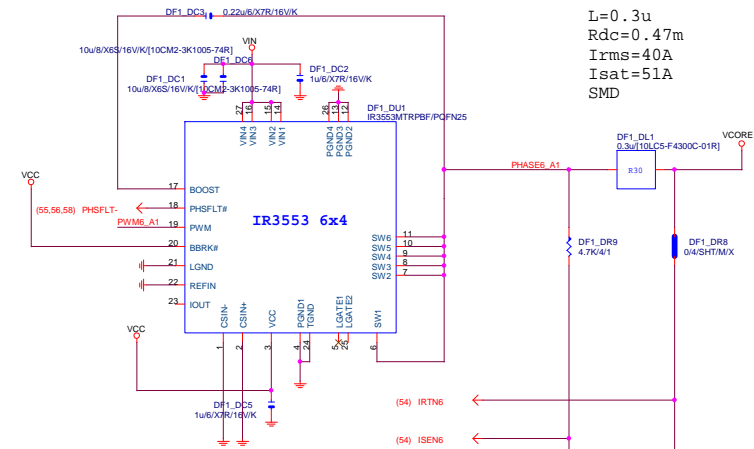 DF1_DC3
0.22u/6/X7R/16V/K
L=0.3u
Rdc=0.47m
Irms=40A
Isat=51A
SMD
VIN
10u/8/X6S/16V/K/[10CM2-3K1005-74R]
DF1_DC6
DF1_DC1
10u/8/X6S/16V/K/[10CM2-3K1005-74R]
DF1_DC2
1u/6/X7R/16V/K
DF1_DU1
IR3553MTRPBF/PQFN25
27
16
15
14
26
13
12
VIN4
VIN3
VIN2
VIN1
PGND4
PGND3
PGND2
DF1_DL1
0.3u/[10LC5-F4300C-01R]
VCORE
PHASE6_A1
R30
VCC
17
BOOST
(55,56,58) PHSFLT-
18
PHSFLT#
PWM6_A1
19
PWM
20
BBRK#
21
LGND
22
REFIN
23
IOUT
IR3553 6x4
SW6
11
SW5
10
SW4
9
SW3
8
SW2
7
DF1_DR9
4.7K/4/1
DF1_DR8
0/4/SHT/M/X
CSIN-
CSIN+
VCC
PGND1
TGND
LGATE1
LGATE2
SW1
1
2
3
4
24
5
25
6
VCC
DF1_DC5
1u/6/X7R/16V/K
(54) IRTN6
(54) ISEN6